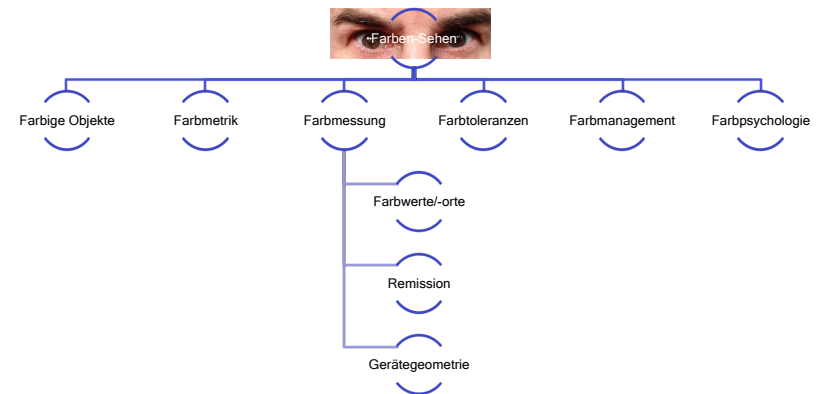 Farben-Sehen
Farbige Objekte
Farbmetrik
Farbmessung
Farbtoleranzen
Farbmanagement
Farbpsychologie
Farbwerte/-orte
Remission
Gerätegeometrie